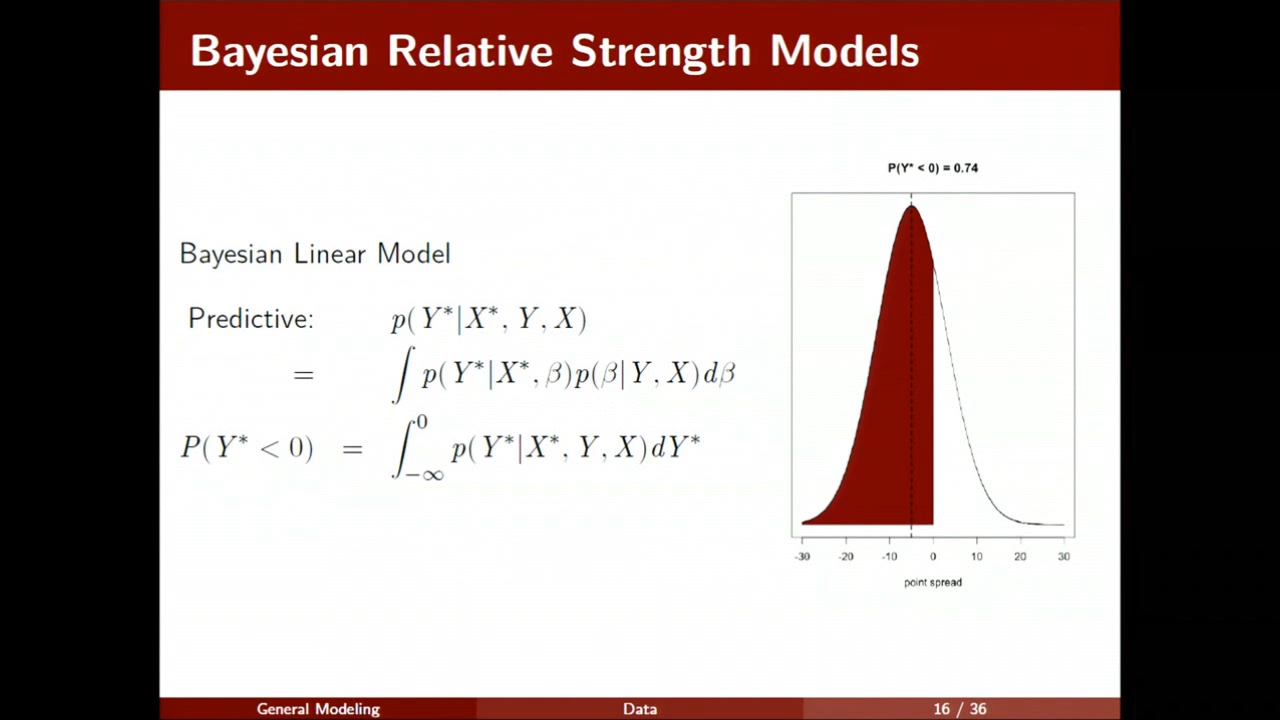 Bayesian Relative Strength Models
Bayesian Linear Model
Predictive: p(Y*|X*, Y, X)
= ∫ p(Y*|X*, β)p(β|Y, X)dβ
P(Y* < 0) = ∫_{-∞}^{0} p(Y*|X*, Y, X)dY*
P(Y* < 0) = 0.74
-30 -20 -10 0 10 20 30
point spread
General Modeling Data 16 / 36